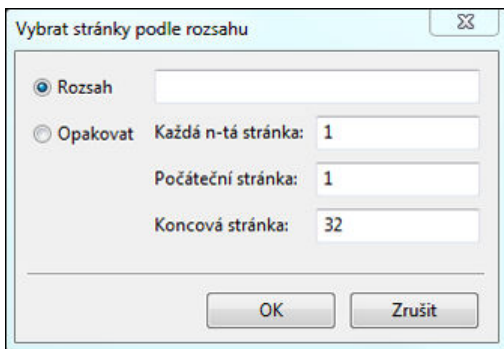 Vybrat stránky podle rozsahu
Rozsah
Opakovat Každá n-tá stránka: 1
Počáteční stránka: 1
Koncová stránka: 32
OK Zrušit